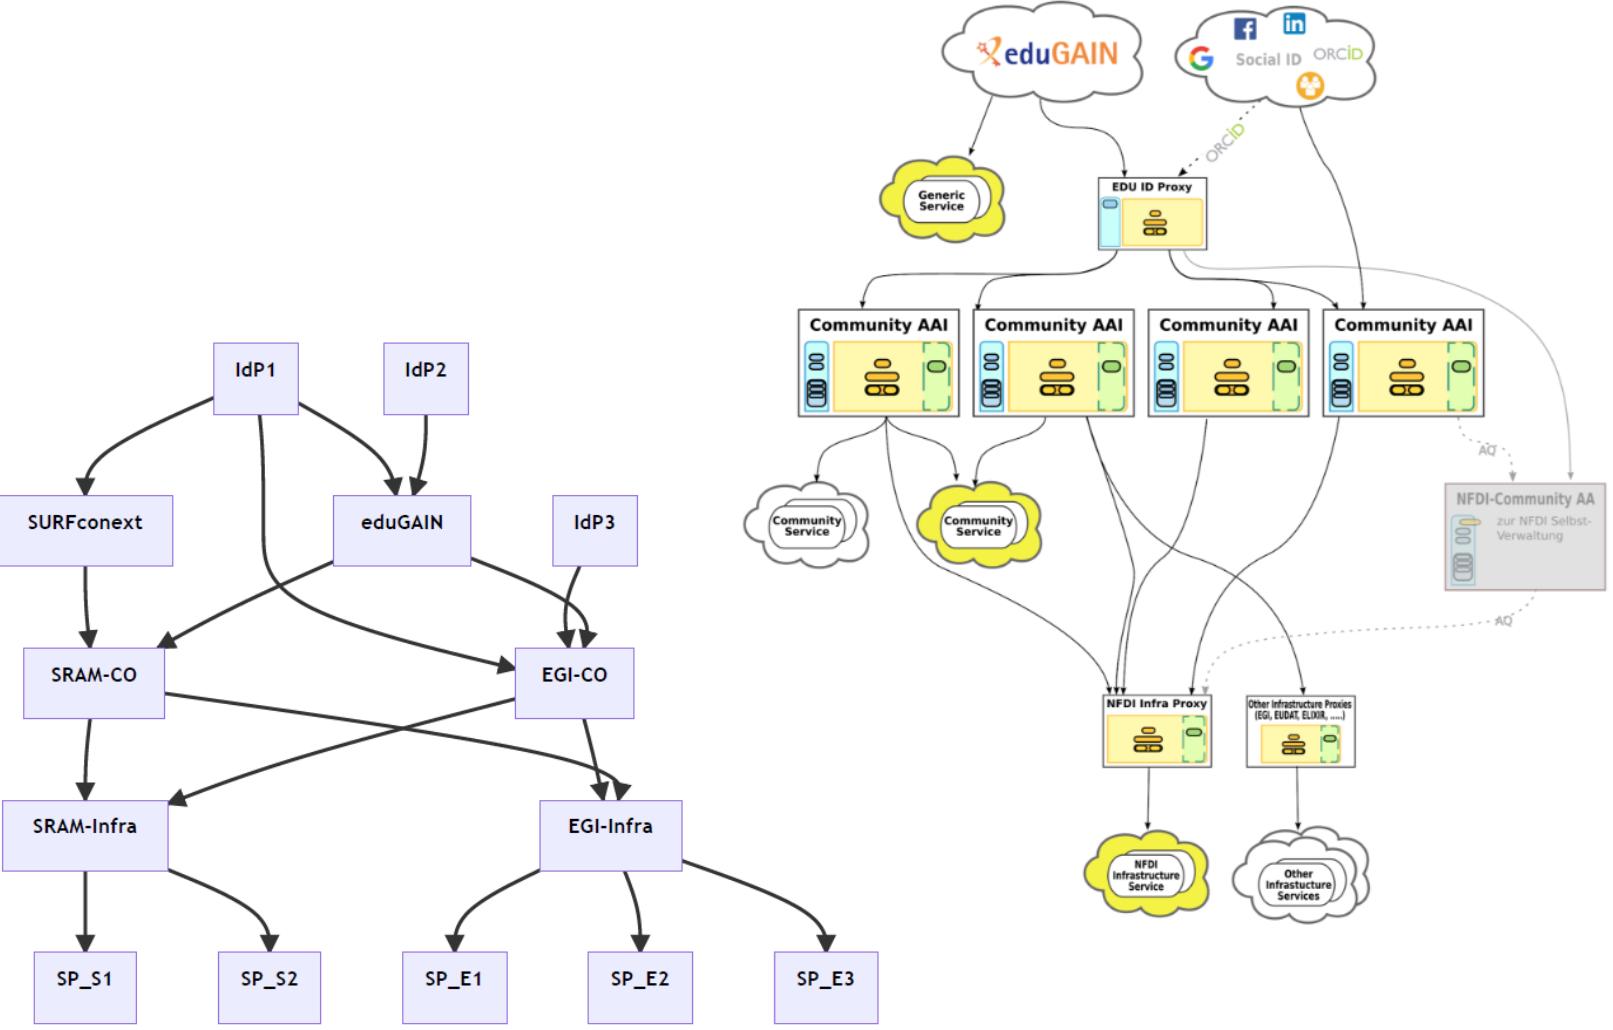 IdP1
IdP2
SURFconext
eduGAIN
IdP3
SRAM-CO
EGI-CO
SRAM-Infra
EGI-Infra
SP_S1
SP_S2
SP_E1
SP_E2
SP_E3
eduGAIN
in
Social ID
ORCiD
ORCiD
Generic
Service
EDU ID Proxy
Community AAI
Community AAI
Community AAI
Community AAI
AQ
Community
Service
Community
Service
NFDI-Community AA
zur NFDI Selbst-
Verwaltung
AQ
NFDI Infra Proxy
Other Infrastructure Proxies
(EGI, EUDAT, ELIXIR, .....)
NFDI
Infrastructure
Service
Other
Infrastucture
Services